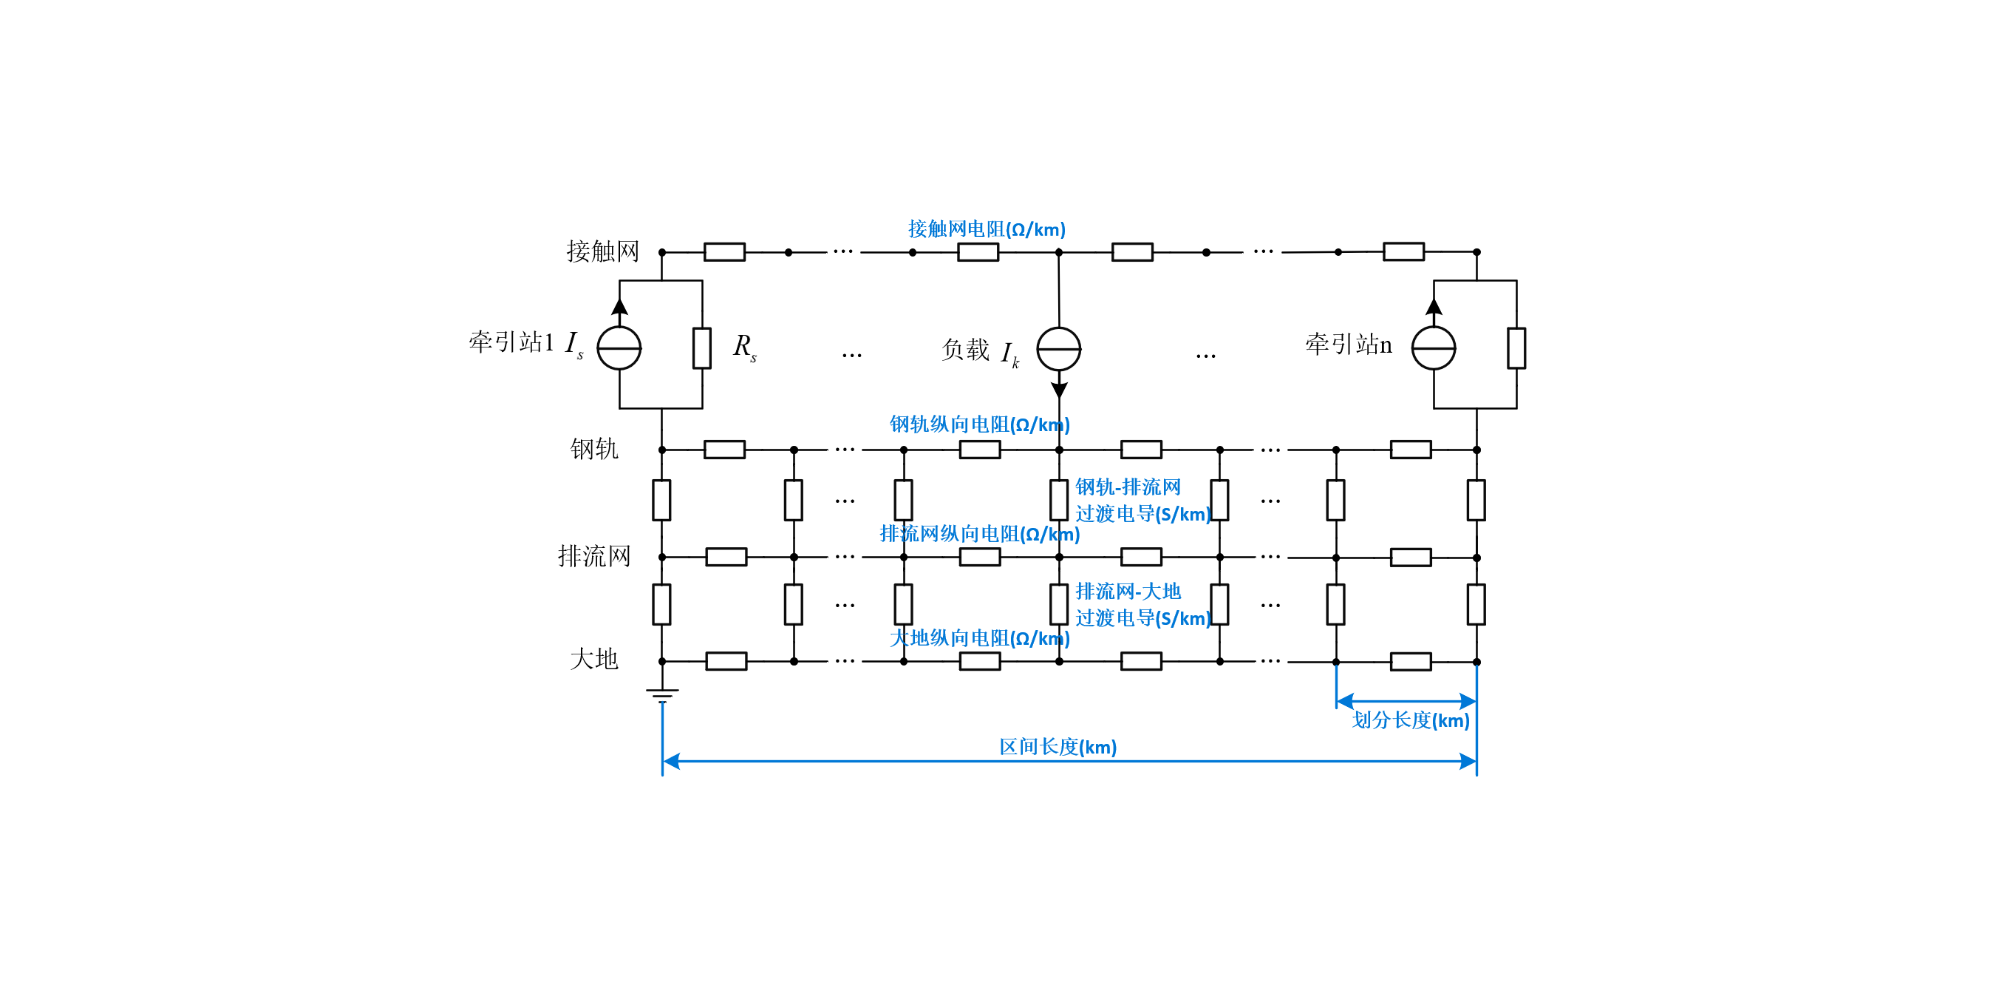 接触网电阻(Ω/km)
接触网
牵引站1 Is
Rs
...
负载 Ik
...
牵引站n
钢轨纵向电阻(Ω/km)
钢轨
钢轨-排流网
过渡电导(S/km)
排流网纵向电阻(Ω/km)
排流网
排流网-大地
过渡电导(S/km)
大地纵向电阻(Ω/km)
大地
划分长度(km)
区间长度(km)